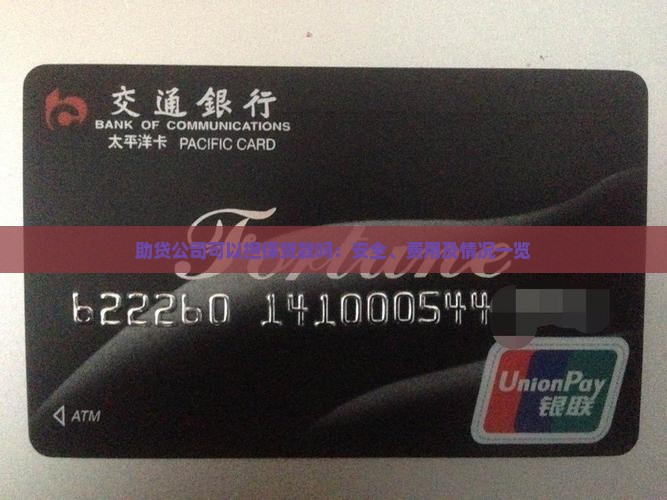 交通銀行
BANK OF COMMUNICATIONS
太平洋卡 PACIFIC CARD
Fortune
助贷公司可以担保贷款吗：安全、费用及情况一览
622260 141000544
UnionPay
银联
ATM